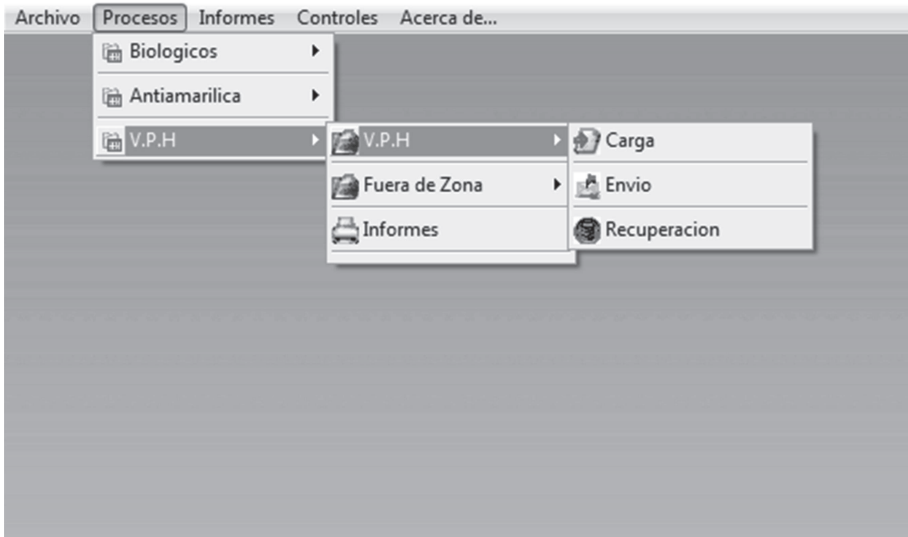 Archivo Procesos Informes Controles Acerca de...
Biologicos
Antiamarilica
V.P.H V.P.H Carga
Fuera de Zona Envio
Informes Recuperacion